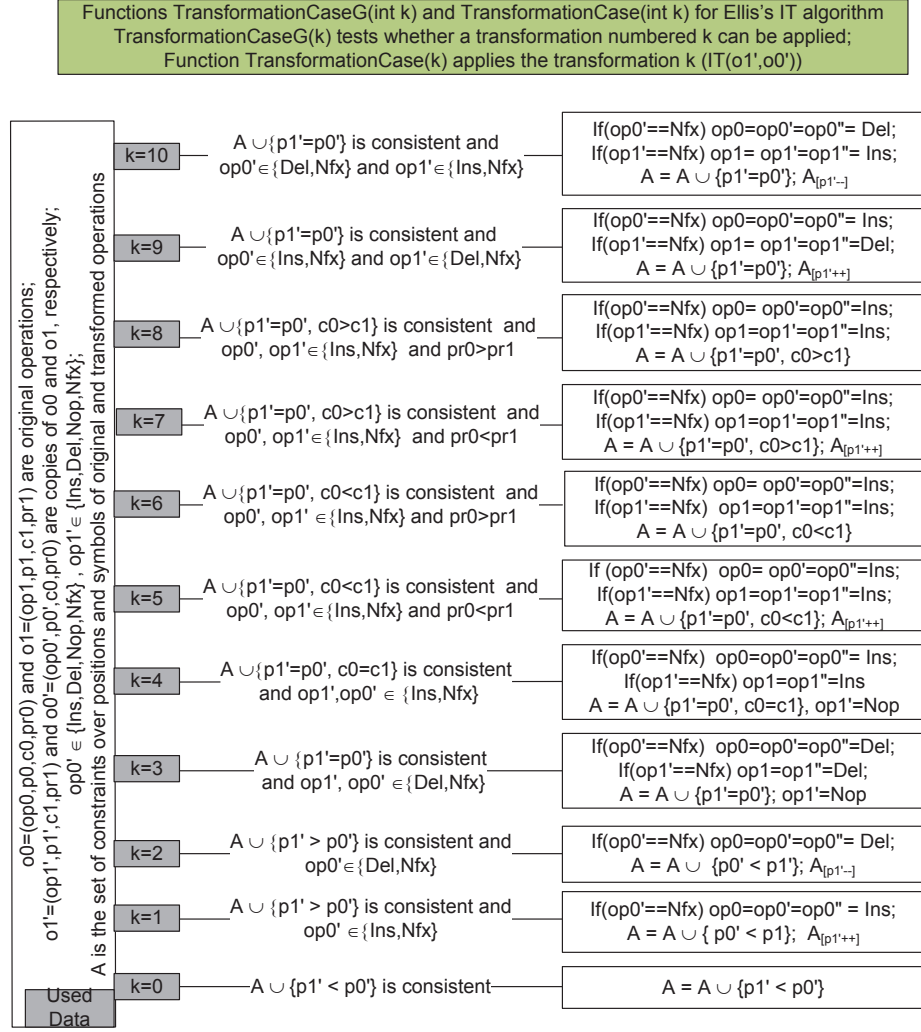 Functions TransformationCaseG(int k) and TransformationCase(int k) for Ellis's IT algorithm
TransformationCaseG(k) tests whether a transformation numbered k can be applied;
Function TransformationCase(k) applies the transformation k (IT(o1',o0'))
o0=(op0,p0,c0,pr0) and o1=(op1,p1,c1,pr1) are original operations;
o1'=(op1',p1',c1,pr1) and o0'=(op0',p0',c0,pr0) are copies of o0 and o1, respectively;
op0' ∈ {Ins,Del,Nop,Nfx} , op1' ∈ {Ins,Del,Nop,Nfx};
A is the set of constraints over positions and symbols of original and transformed operations
Used
Data
k=10
A ∪{p1'=p0'} is consistent and
op0'∈{Del,Nfx} and op1'∈{Ins,Nfx}
If(op0'==Nfx) op0=op0'=op0"= Del;
If(op1'==Nfx) op1= op1'=op1"= Ins;
A = A ∪ {p1'=p0'}; A[p1'--]
k=9
A ∪{p1'=p0'} is consistent and
op0'∈{Ins,Nfx} and op1'∈{Del,Nfx}
If(op0'==Nfx) op0=op0'=op0"= Ins;
If(op1'==Nfx) op1= op1'=op1"=Del;
A = A ∪ {p1'=p0'}; A[p1'++]
k=8
A ∪{p1'=p0', c0>c1} is consistent and
op0', op1'∈{Ins,Nfx} and pr0>pr1
If(op0'==Nfx) op0= op0'=op0"=Ins;
If(op1'==Nfx) op1=op1'=op1"=Ins;
A = A ∪ {p1'=p0', c0>c1}
k=7
A ∪{p1'=p0', c0>c1} is consistent and
op0', op1'∈{Ins,Nfx} and pr0<pr1
If(op0'==Nfx) op0= op0'=op0"=Ins;
If(op1'==Nfx) op1=op1'=op1"=Ins;
A = A ∪ {p1'=p0', c0>c1}; A[p1'++]
k=6
A ∪{p1'=p0', c0<c1} is consistent and
op0', op1' ∈{Ins,Nfx} and pr0>pr1
If(op0'==Nfx) op0= op0'=op0"=Ins;
If(op1'==Nfx) op1=op1'=op1"=Ins;
A = A ∪ {p1'=p0', c0<c1}
k=5
A ∪{p1'=p0', c0<c1} is consistent and
op0', op1'∈{Ins,Nfx} and pr0<pr1
If (op0'==Nfx) op0= op0'=op0"=Ins;
If(op1'==Nfx) op1=op1'=op1"=Ins;
A = A ∪ {p1'=p0', c0<c1}; A[p1'++]
k=4
A ∪{p1'=p0', c0=c1} is consistent
and op1',op0' ∈ {Ins,Nfx}
If(op0'==Nfx) op0=op0'=op0"= Ins;
If(op1'==Nfx) op1=op1"=Ins
A = A ∪ {p1'=p0', c0=c1}, op1'=Nop
k=3
A ∪ {p1'=p0'} is consistent
and op1', op0' ∈{Del,Nfx}
If(op0'==Nfx) op0=op0'=op0"=Del;
If(op1'==Nfx) op1=op1"=Del;
A = A ∪ {p1'=p0'}; op1'=Nop
k=2
A ∪ {p1' > p0'} is consistent and
op0'∈{Del,Nfx}
If(op0'==Nfx) op0=op0'=op0"= Del;
A = A ∪ {p0' < p1'}; A[p1'--]
k=1
A ∪ {p1' > p0'} is consistent and
op0' ∈{Ins,Nfx}
If(op0'==Nfx) op0=op0'=op0" = Ins;
A = A ∪ { p0' < p1}; A[p1'++]
k=0
A ∪ {p1' < p0'} is consistent
A = A ∪ {p1' < p0'}